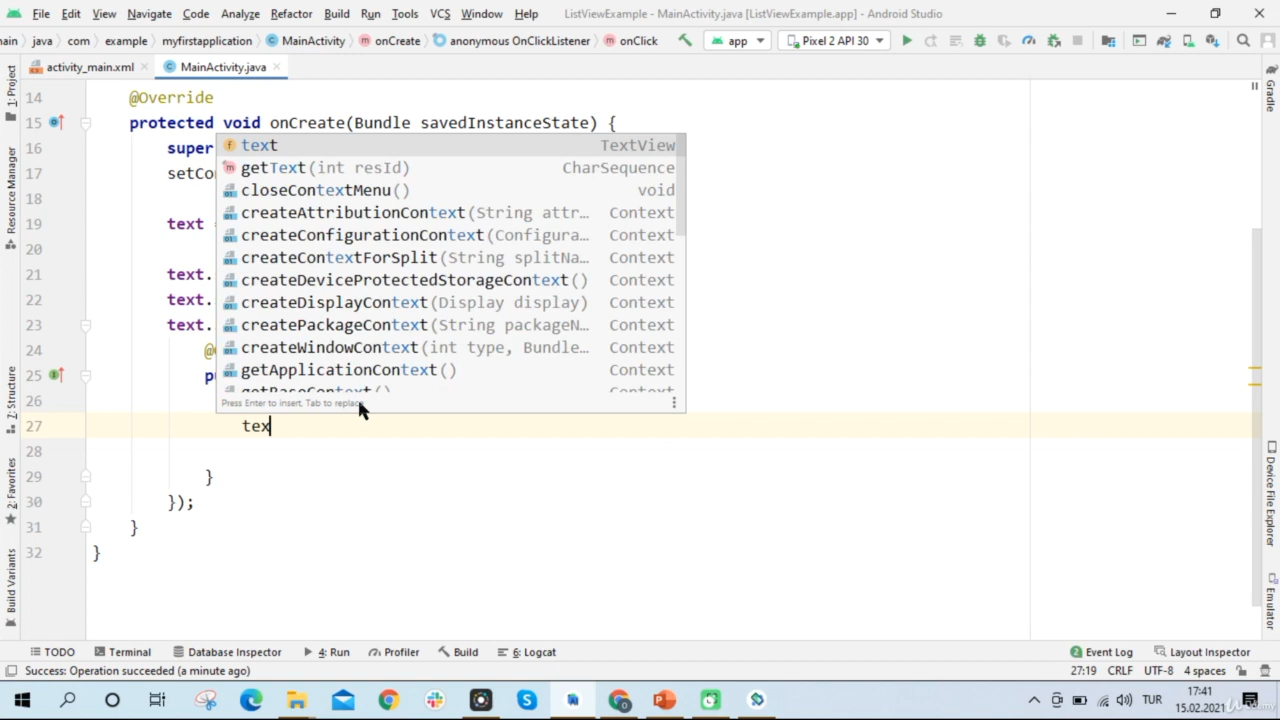 File Edit View Navigate Code Analyze Refactor Build Run Tools VCS Window Help ListViewExample - MainActivity.java [ListViewExample.app] - Android Studio
java com example myfirstapplication MainActivity onCreate anonymous OnClickListener onClick app Pixel 2 API 30
activity_main.xml MainActivity.java
1: Project
Resource Manager
Z: Structure
2: Favorites
Build Variants
14 @Override
15 protected void onCreate(Bundle savedInstanceState) {
16 super
17 setCo
18
19 text =
20
21 text.
22 text.
23 text.
24 @
25 p
26
27 tex
28
29 }
30 });
31 }
32 }
text TextView
getText(int resId) CharSequence
closeContextMenu() void
createAttributionContext(String attr… Context
createConfigurationContext(Configura… Context
createContextForSplit(String splitNa… Context
createDeviceProtectedStorageContext() Context
createDisplayContext(Display display) Context
createPackageContext(String packageN… Context
createWindowContext(int type, Bundle… Context
getApplicationContext() Context
getBaseContext() Context
Press Enter to insert, Tab to replace
Gradle
Device File Explorer
Emulator
TODO Terminal Database Inspector 4: Run Profiler Build 6: Logcat 2 Event Log Layout Inspector
Success: Operation succeeded (a minute ago) 27:19 CRLF UTF-8 4 spaces
TUR 17:41
15.02.2021
Udemy